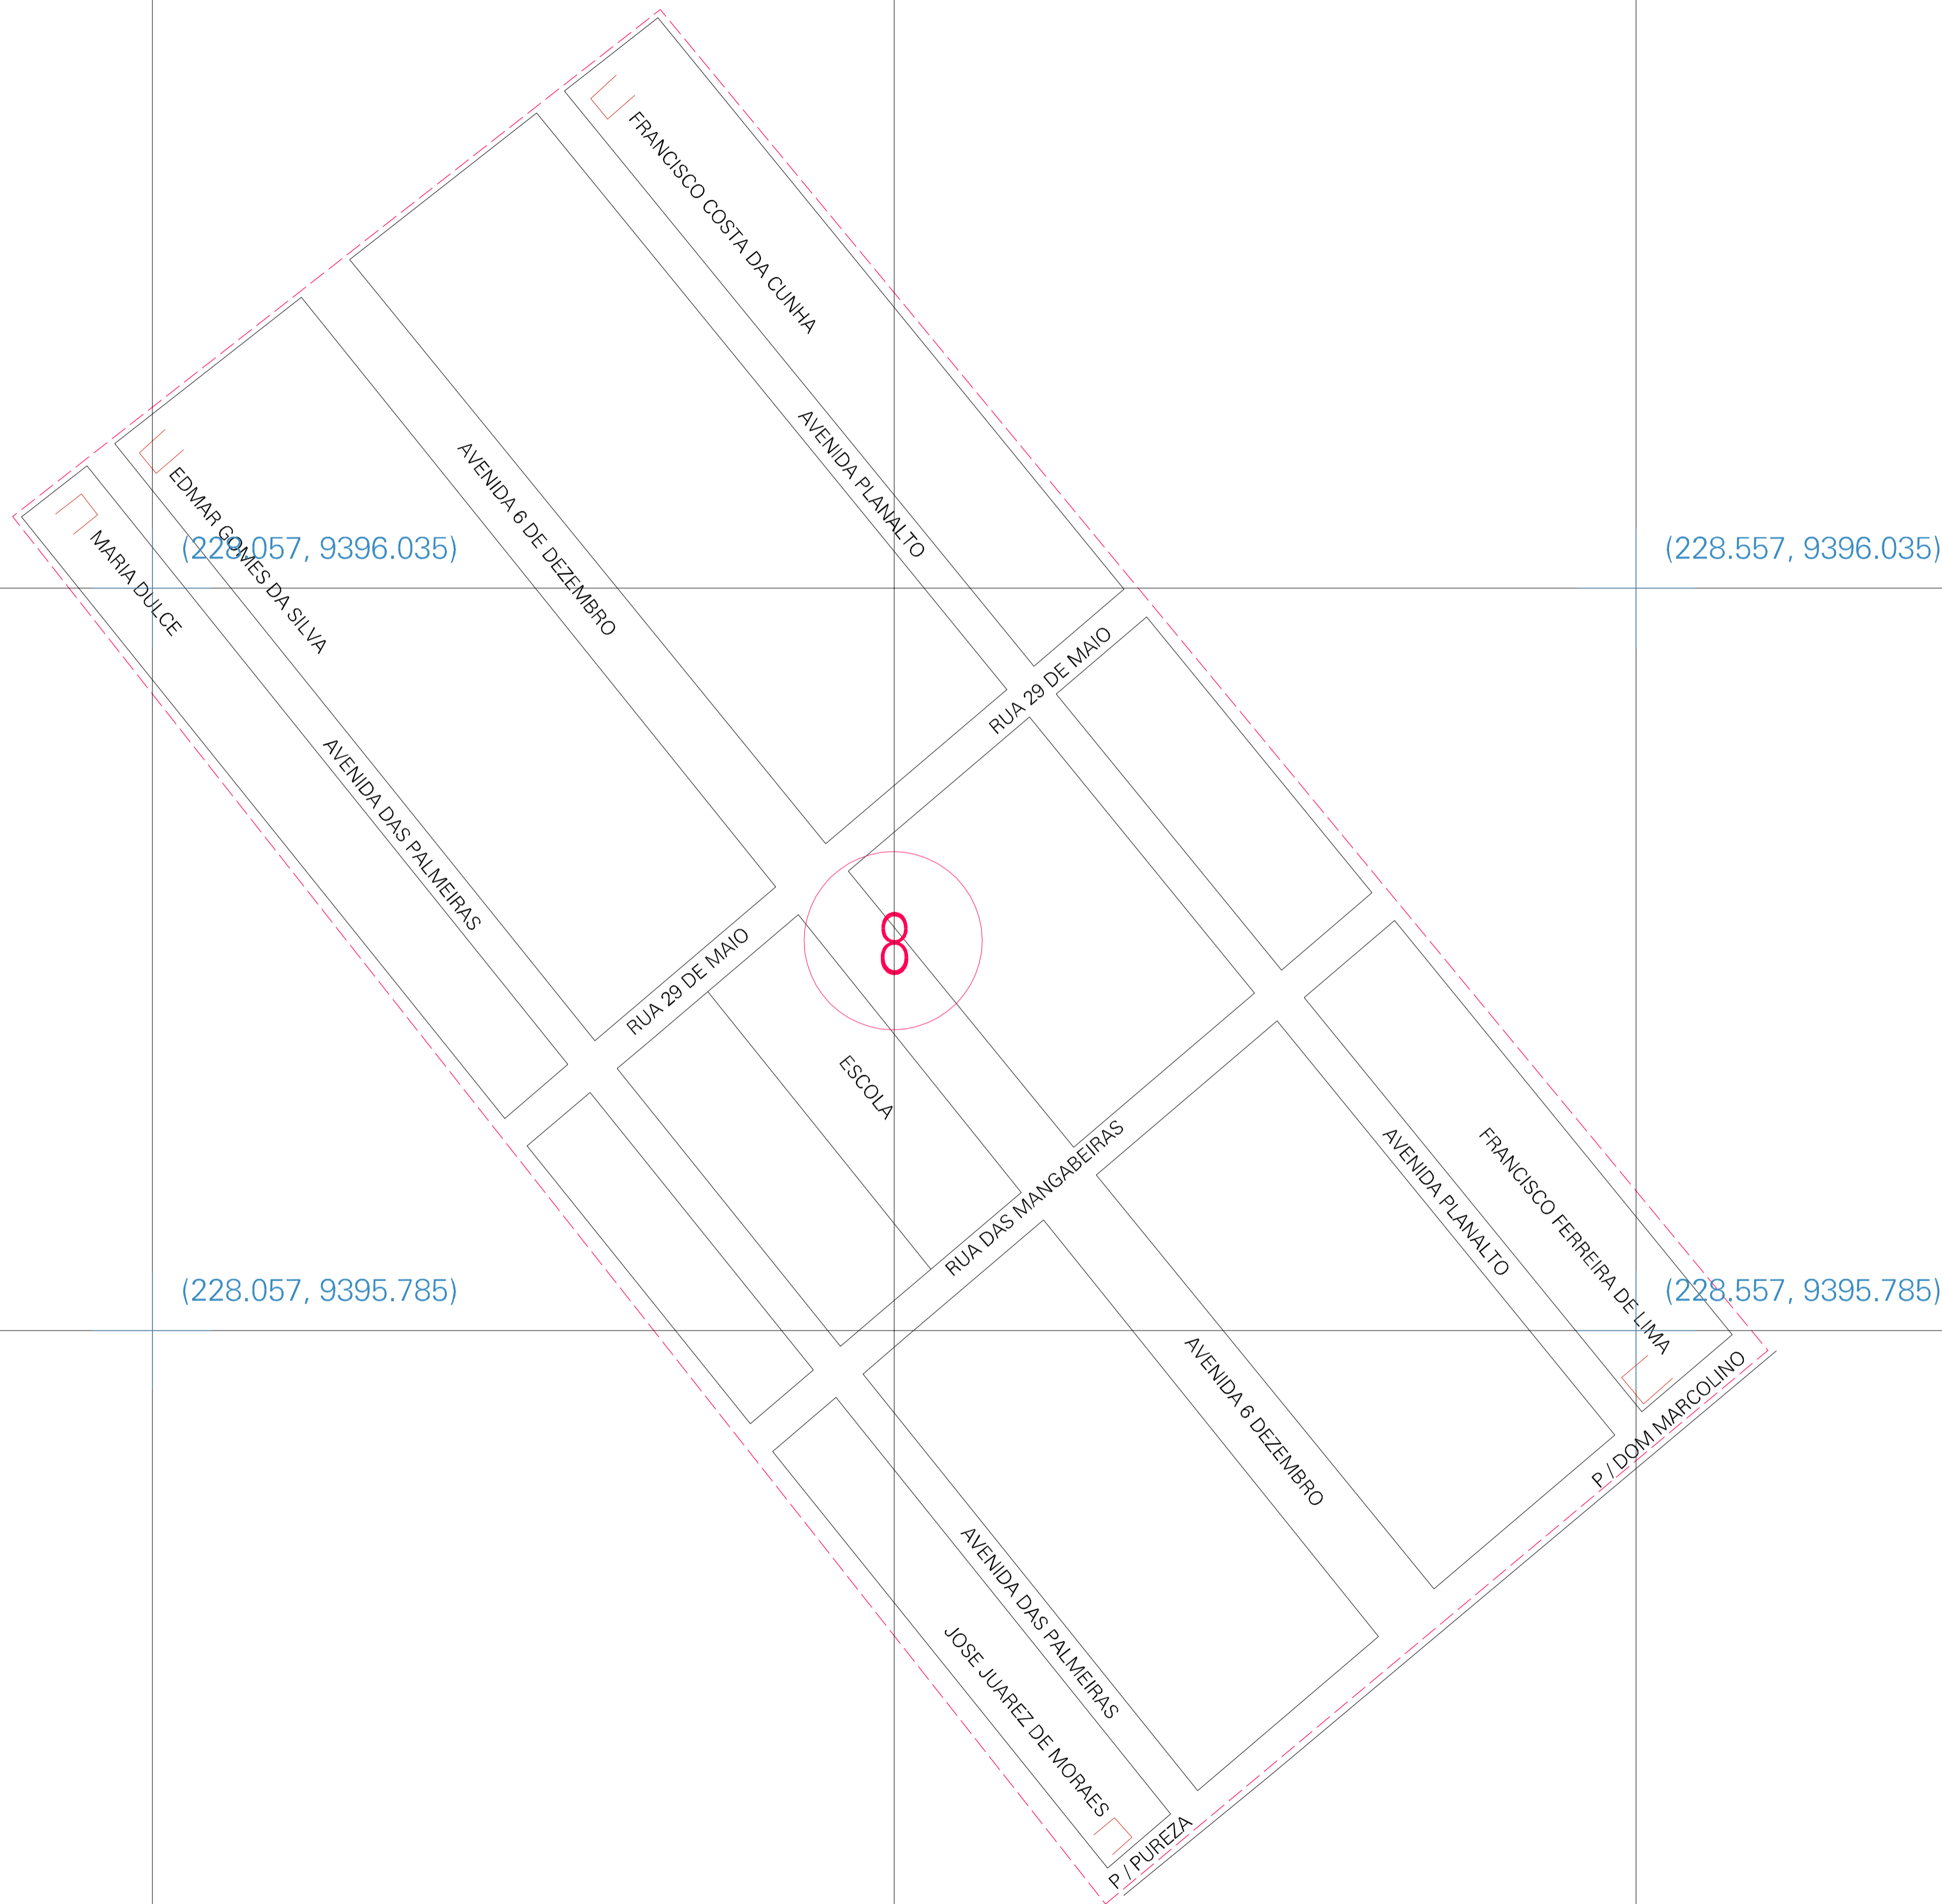 FRANCISCO COSTA DA CUNHA
AVENIDA PLANALTO
AVENIDA 6 DE DEZEMBRO
EDMAR GOMES DA SILVA
MARIA DULCE
(228.057, 9396.035)
(228.557, 9396.035)
RUA 29 DE MAIO
AVENIDA DAS PALMEIRAS
RUA 29 DE MAIO
8
ESCOLA
RUA DAS MANGABEIRAS
AVENIDA PLANALTO
FRANCISCO FERREIRA DE LIMA
(228.057, 9395.785)
(228.557, 9395.785)
AVENIDA 6 DEZEMBRO
P / DOM MARCOLINO
AVENIDA DAS PALMEIRAS
JOSE JUAREZ DE MORAES
P / PUREZA